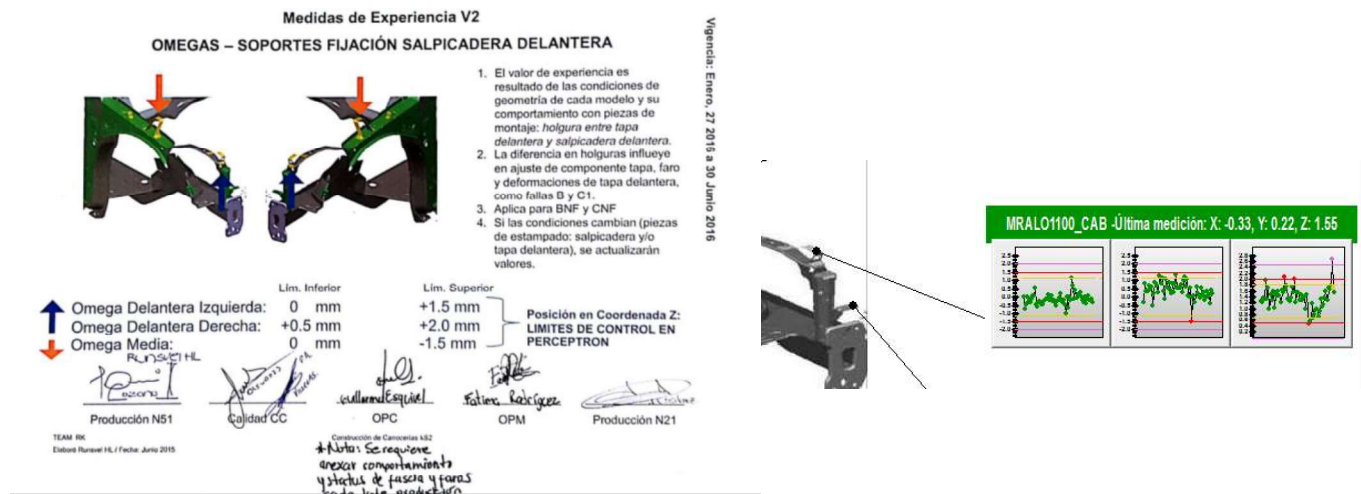 Medidas de Experiencia V2
OMEGAS – SOPORTES FIJACIÓN SALPICADERA DELANTERA
Vigencia: Enero, 27 2015 a 30 Junio 2016
1. El valor de experiencia es
resultado de las condiciones de
geometría de cada modelo y su
comportamiento con piezas de
montaje: holgura entre tapa
delantera y salpicadera delantera.
2. La diferencia en holguras influeye
en ajuste de componente tapa, faro
y deformaciones de tapa delantera,
como fallas B y C1.
3. Aplica para BNF y CNF
4. Si las condiciones cambian (piezas
de estampado: salpicadera y/o
tapa delantera), se actualizarán
valores.
Lím. Inferior Lím. Superior
Omega Delantera Izquierda: 0 mm +1.5 mm
Omega Delantera Derecha: +0.5 mm +2.0 mm
Omega Media: 0 mm -1.5 mm
Posición en Coordenada Z:
LIMITES DE CONTROL EN
PERCEPTRON
Runsvel HL
Guillermo Esquivel
Fatima Rodríguez
Producción N51 Calidad CC OPC OPM Producción N21
TEAM RK
Elaboró Runsvel HL / Fecha: Junio 2015
Construcción de Carrocerías
*Nota: Se requiere
anexar comportamiento
y status de fascia y faros
MRALO1100_CAB -Última medición: X: -0.33, Y: 0.22, Z: 1.55